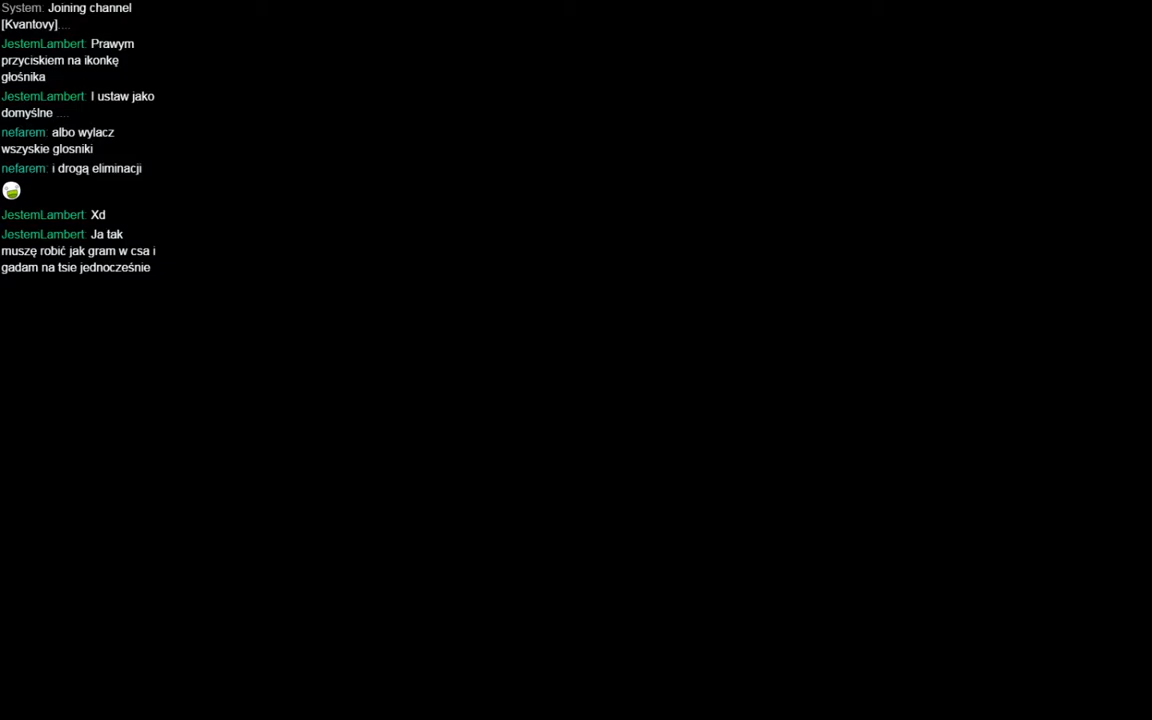 System: Joining channel
[Kvantovy]....
JestemLambert: Prawym
przyciskiem na ikonkę
głośnika
JestemLambert: I ustaw jako
domyślne ....
nefarem: albo wylacz
wszyskie glosniki
nefarem: i drogą eliminacji
JestemLambert: Xd
JestemLambert: Ja tak
muszę robić jak gram w csa i
gadam na tsie jednocześnie